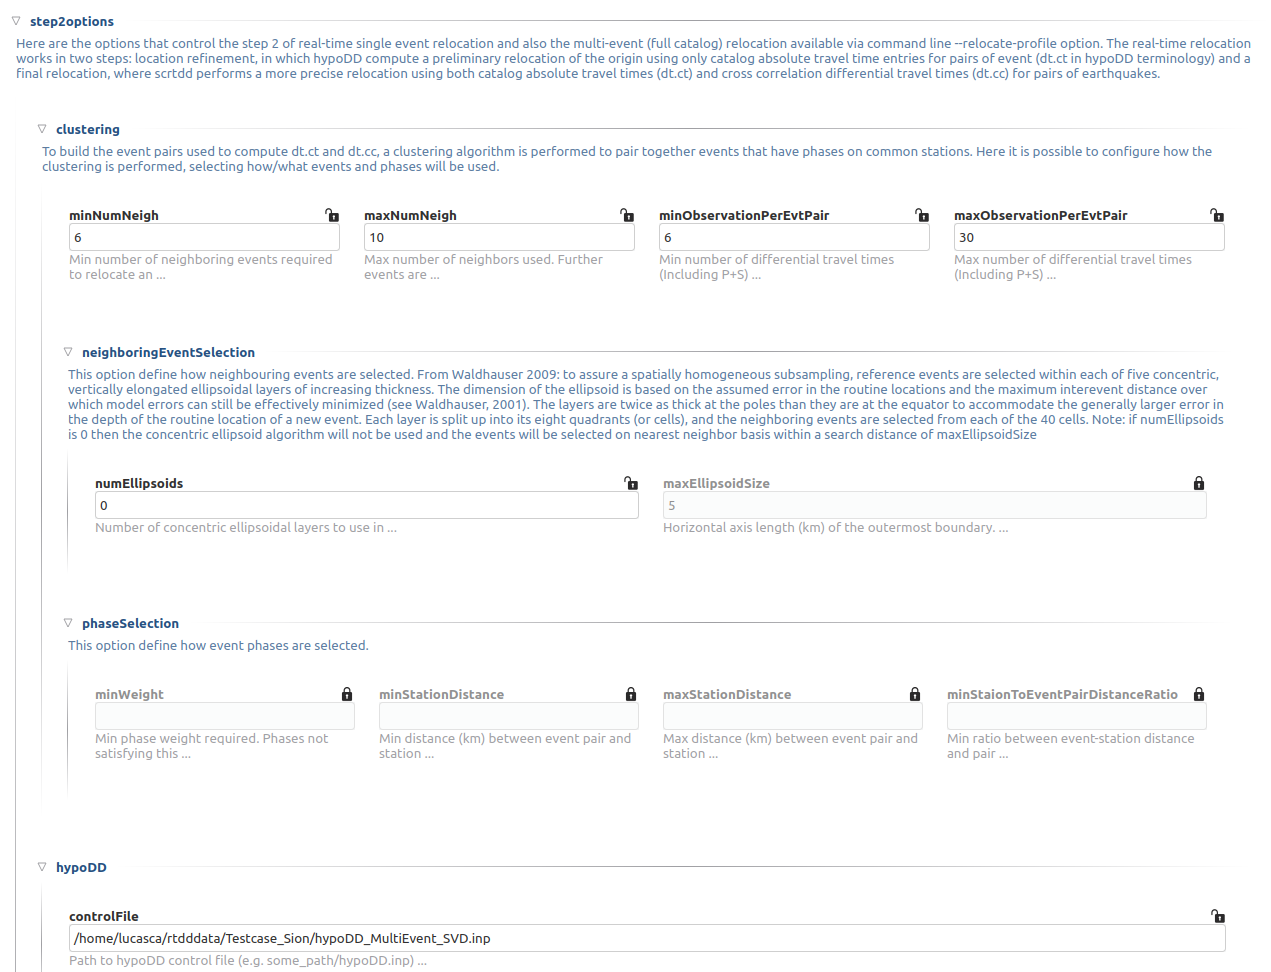 step2options
Here are the options that control the step 2 of real-time single event relocation and also the multi-event (full catalog) relocation available via command line --relocate-profile option. The real-time relocation
works in two steps: location refinement, in which hypoDD compute a preliminary relocation of the origin using only catalog absolute travel time entries for pairs of event (dt.ct in hypoDD terminology) and a
final relocation, where scrtdd performs a more precise relocation using both catalog absolute travel times (dt.ct) and cross correlation differential travel times (dt.cc) for pairs of earthquakes.
clustering
To build the event pairs used to compute dt.ct and dt.cc, a clustering algorithm is performed to pair together events that have phases on common stations. Here it is possible to configure how the
clustering is performed, selecting how/what events and phases will be used.
minNumNeigh maxNumNeigh minObservationPerEvtPair maxObservationPerEvtPair
6 10 6 30
Min number of neighboring events required Max number of neighbors used. Further Min number of differential travel times Max number of differential travel times
to relocate an ... events are ... (Including P+S) ... (Including P+S) ...
neighboringEventSelection
This option define how neighbouring events are selected. From Waldhauser 2009: to assure a spatially homogeneous subsampling, reference events are selected within each of five concentric,
vertically elongated ellipsoidal layers of increasing thickness. The dimension of the ellipsoid is based on the assumed error in the routine locations and the maximum interevent distance over
which model errors can still be effectively minimized (see Waldhauser, 2001). The layers are twice as thick at the poles than they are at the equator to accommodate the generally larger error in
the depth of the routine location of a new event. Each layer is split up into its eight quadrants (or cells), and the neighboring events are selected from each of the 40 cells. Note: if numEllipsoids
is 0 then the concentric ellipsoid algorithm will not be used and the events will be selected on nearest neighbor basis within a search distance of maxEllipsoidSize
numEllipsoids maxEllipsoidSize
0 5
Number of concentric ellipsoidal layers to use in ... Horizontal axis length (km) of the outermost boundary. ...
phaseSelection
This option define how event phases are selected.
minWeight minStationDistance maxStationDistance minStaionToEventPairDistanceRatio
Min phase weight required. Phases not Min distance (km) between event pair and Max distance (km) between event pair and Min ratio between event-station distance
satisfying this ... station ... station ... and pair ...
hypoDD
controlFile
/home/lucasca/rtdddata/Testcase_Sion/hypoDD_MultiEvent_SVD.inp
Path to hypoDD control file (e.g. some_path/hypoDD.inp) ...